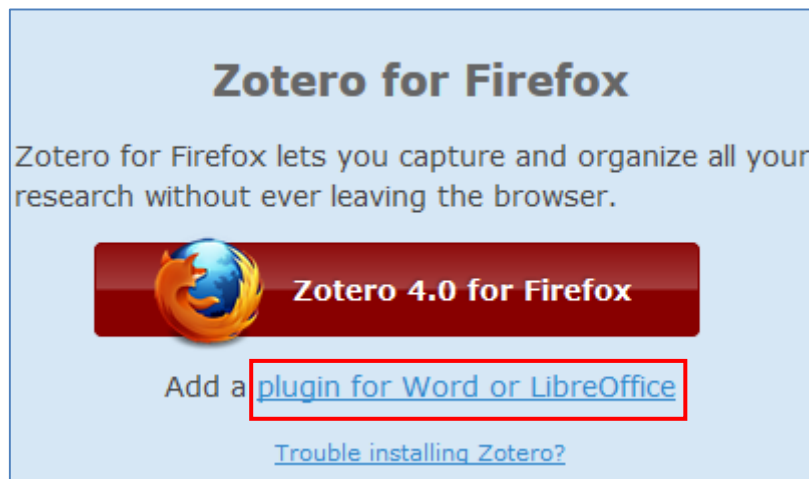 Zotero for Firefox
Zotero for Firefox lets you capture and organize all your
research without ever leaving the browser.
Zotero 4.0 for Firefox
Add a plugin for Word or LibreOffice
Trouble installing Zotero?